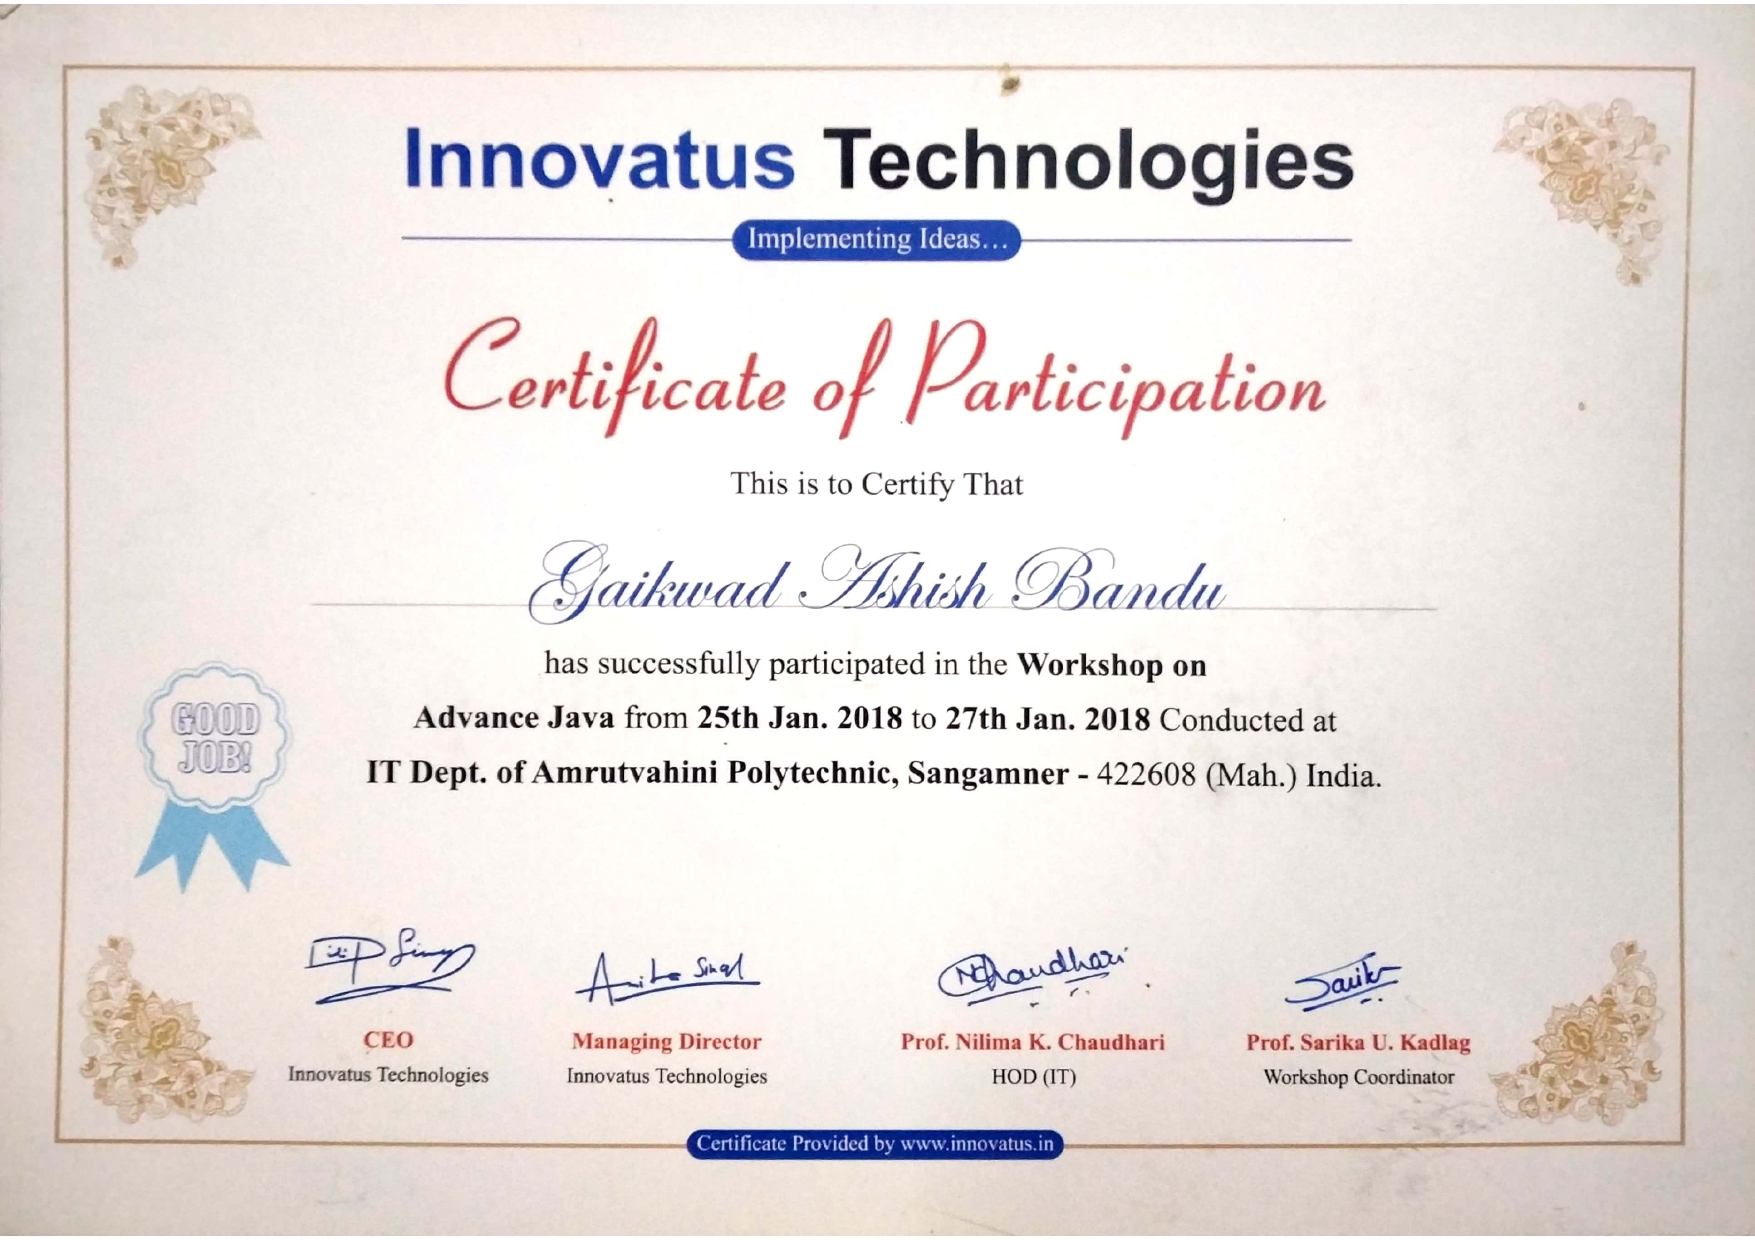 Innovatus Technologies
Implementing Ideas...
Certificate of Participation
This is to Certify That
Gaikwad Ashish Bandu
has successfully participated in the Workshop on
Advance Java from 25th Jan. 2018 to 27th Jan. 2018 Conducted at
IT Dept. of Amrutvahini Polytechnic, Sangamner - 422608 (Mah.) India.
GOOD
JOB!
NChaudhari
CEO
Managing Director
Prof. Nilima K. Chaudhari
Prof. Sarika U. Kadlag
Innovatus Technologies
Innovatus Technologies
HOD (IT)
Workshop Coordinator
Certificate Provided by www.innovatus.in